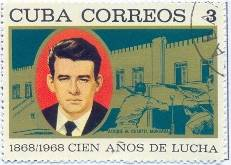 CUBA CORREOS 3
1868/1968 CIEN AÑOS DE LUCHA